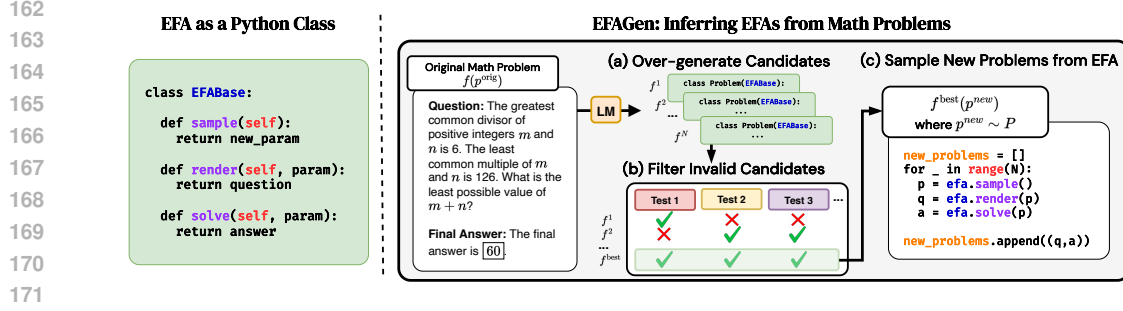 162
163
164
165
166
167
168
169
170
171
EFA as a Python Class
class EFABase:
def sample(self):
return new_param
def render(self, param):
return question
def solve(self, param):
return answer
EFAGen: Inferring EFAs from Math Problems
Original Math Problem
f(p^orig)
Question: The greatest
common divisor of
positive integers m and
n is 6. The least
common multiple of m
and n is 126. What is the
least possible value of
m + n?
Final Answer: The final
answer is 60.
LM
(a) Over-generate Candidates
f^1
class Problem(EFABase):
f^2
class Problem(EFABase):
...
...
f^N
class Problem(EFABase):
...
(b) Filter Invalid Candidates
Test 1
Test 2
Test 3
...
f^1
f^2
...
f^best
(c) Sample New Problems from EFA
f^best(p^new)
where p^new ∼ P
new_problems = []
for _ in range(N):
p = efa.sample()
q = efa.render(p)
a = efa.solve(p)
new_problems.append((q,a))